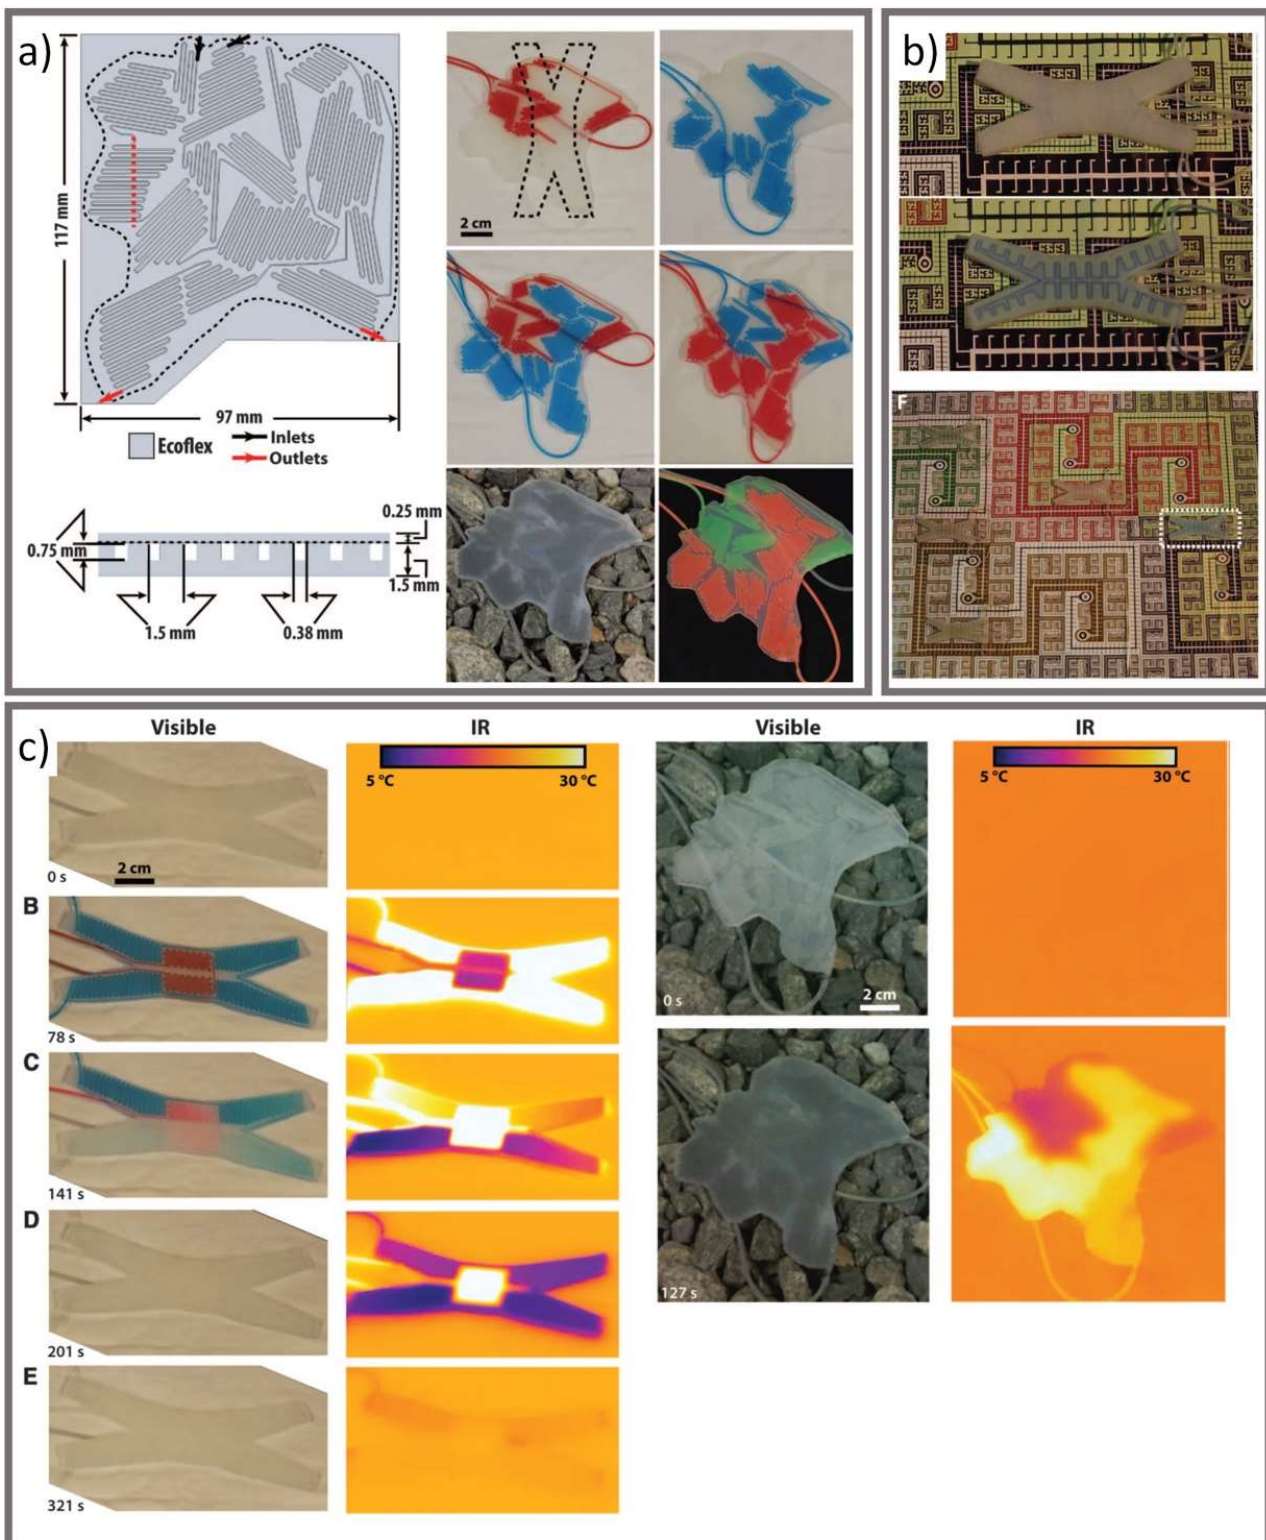 a)
117 mm
97 mm
Ecoflex
Inlets
Outlets
0.25 mm
0.75 mm
1.5 mm
1.5 mm
0.38 mm
2 cm
b)
F
c)
Visible
IR
Visible
IR
5 °C
30 °C
5 °C
30 °C
2 cm
0 s
B
78 s
C
141 s
D
201 s
E
321 s
0 s
2 cm
127 s